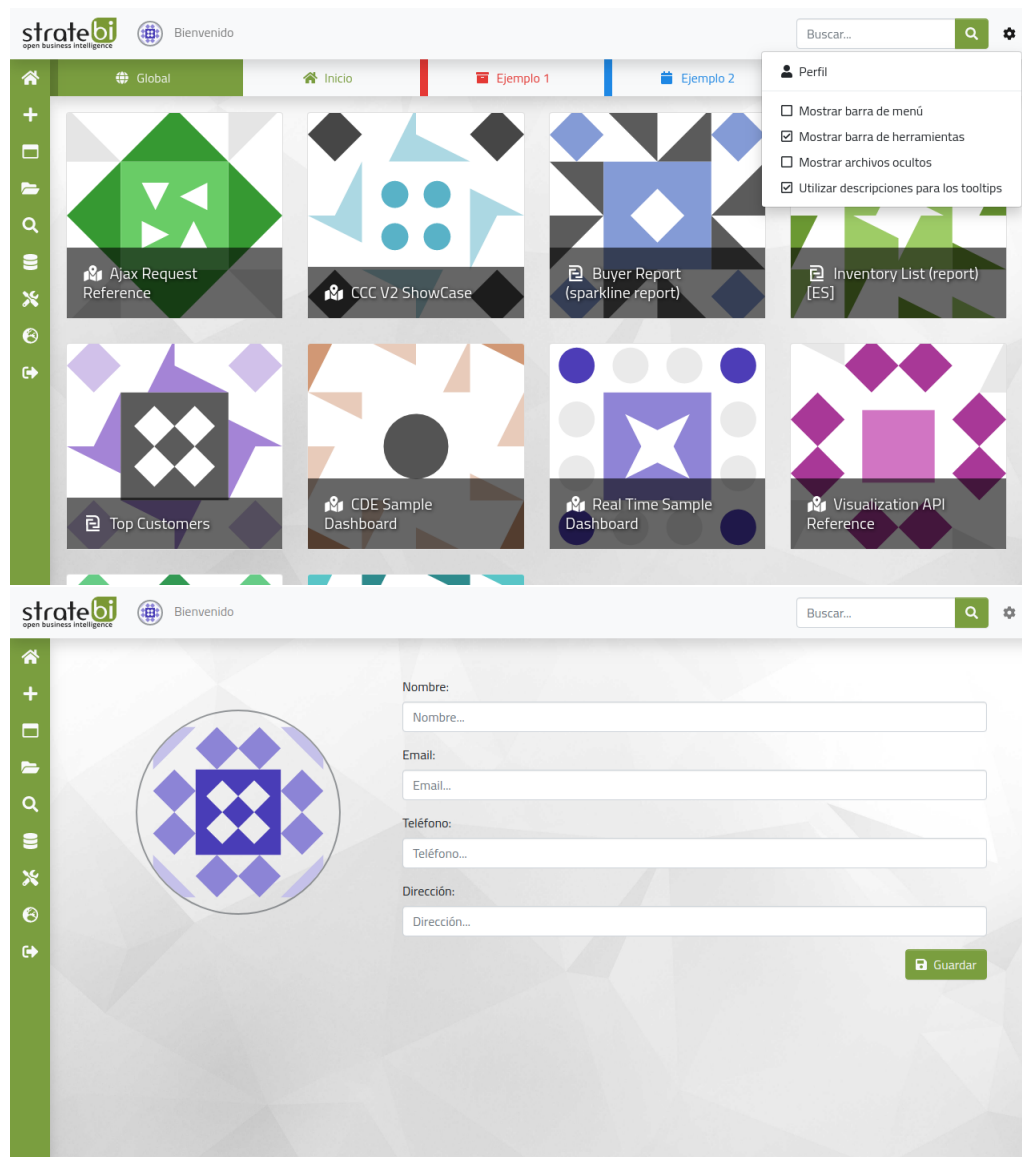 stratebi
open business intelligence
Bienvenido
Buscar...
Global
Inicio
Ejemplo 1
Ejemplo 2
Perfil
Mostrar barra de menú
Mostrar barra de herramientas
Mostrar archivos ocultos
Utilizar descripciones para los tooltips
Ajax Request
Reference
CCC V2 ShowCase
Buyer Report
(sparkline report)
Inventory List (report)
[ES]
Top Customers
CDE Sample
Dashboard
Real Time Sample
Dashboard
Visualization API
Reference
stratebi
open business intelligence
Bienvenido
Buscar...
Nombre:
Nombre...
Email:
Email...
Teléfono:
Teléfono...
Dirección:
Dirección...
Guardar